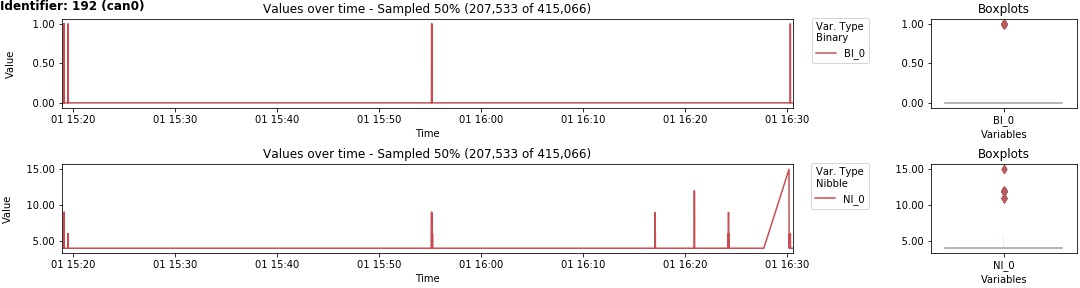 Identifier: 192 (can0)
Values over time - Sampled 50% (207,533 of 415,066)
Boxplots
Value
1.00
0.50
0.00
01 15:20 01 15:30 01 15:40 01 15:50 01 16:00 01 16:10 01 16:20 01 16:30
Time
Var. Type
Binary
BI_0
1.00
0.50
0.00
BI_0
Variables
Values over time - Sampled 50% (207,533 of 415,066)
Boxplots
Value
15.00
10.00
5.00
01 15:20 01 15:30 01 15:40 01 15:50 01 16:00 01 16:10 01 16:20 01 16:30
Time
Var. Type
Nibble
NI_0
15.00
10.00
5.00
NI_0
Variables